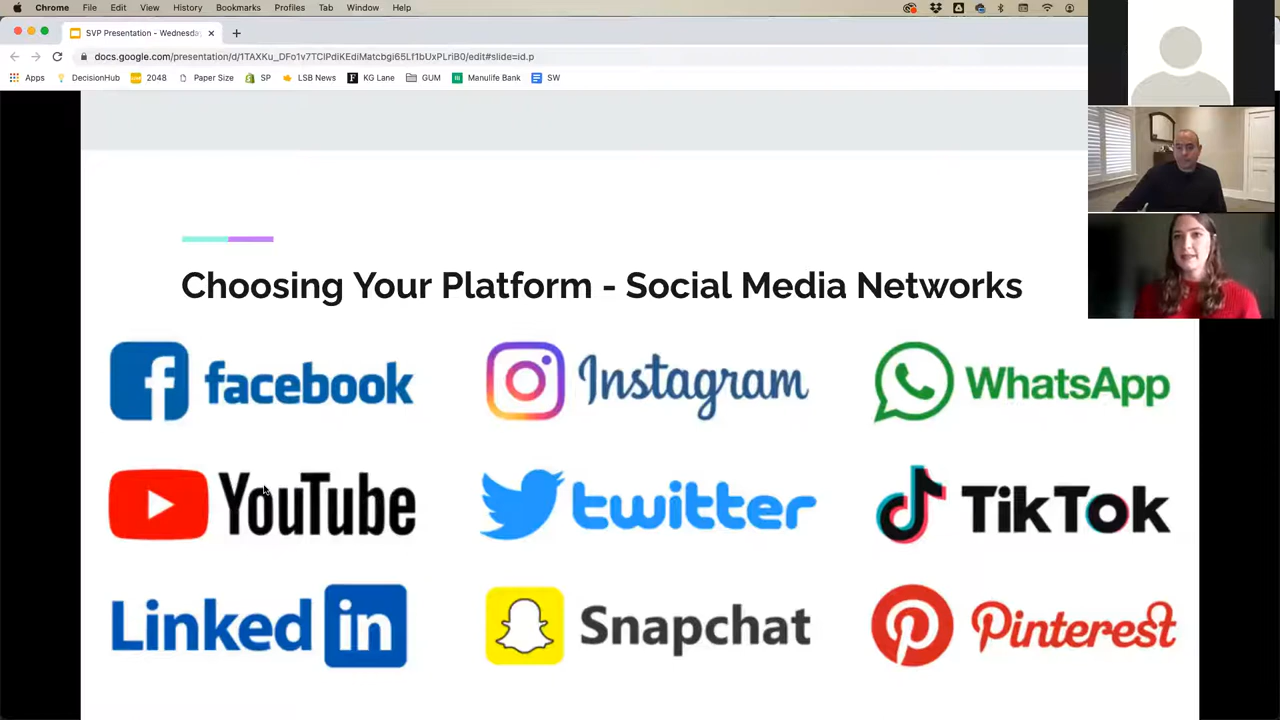 Chrome File Edit View History Bookmarks Profiles Tab Window Help
SVP Presentation - Wednesda
docs.google.com/presentation/d/1TAXKu_DFo1v7TClPdiKEdiMatcbgi65Lf1bUxPLriB0/edit#slide=id.p
Apps DecisionHub 2048 Paper Size SP LSB News KG Lane GUM Manulife Bank SW
Choosing Your Platform - Social Media Networks
facebook Instagram WhatsApp
YouTube twitter TikTok
Linked in Snapchat Pinterest